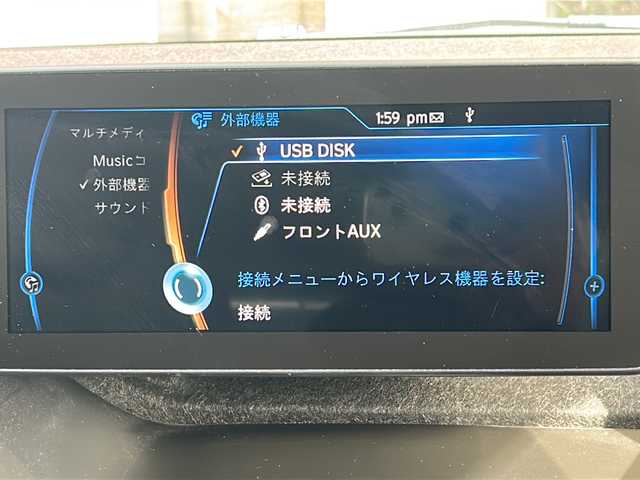 外部機器
1:59 pm
マルチメディ
Musicコ
外部機器
サウンド
USB DISK
未接続
未接続
フロントAUX
接続メニューからワイヤレス機器を設定:
接続